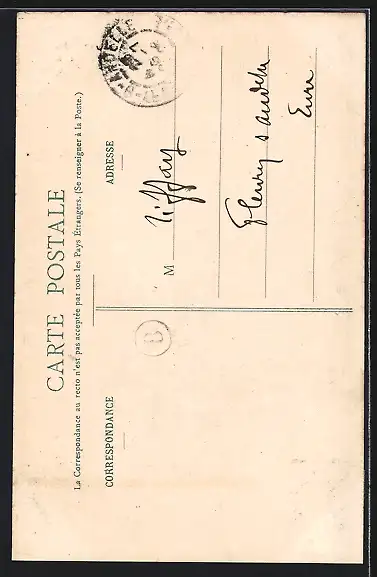 CARTE POSTALE
La Correspondance au recto n'est pas acceptée par tous les Pays Étrangers. (Se renseigner à la Poste.)
CORRESPONDANCE
ADRESSE
B
M Tiffay
Fleury s andelle
Eure